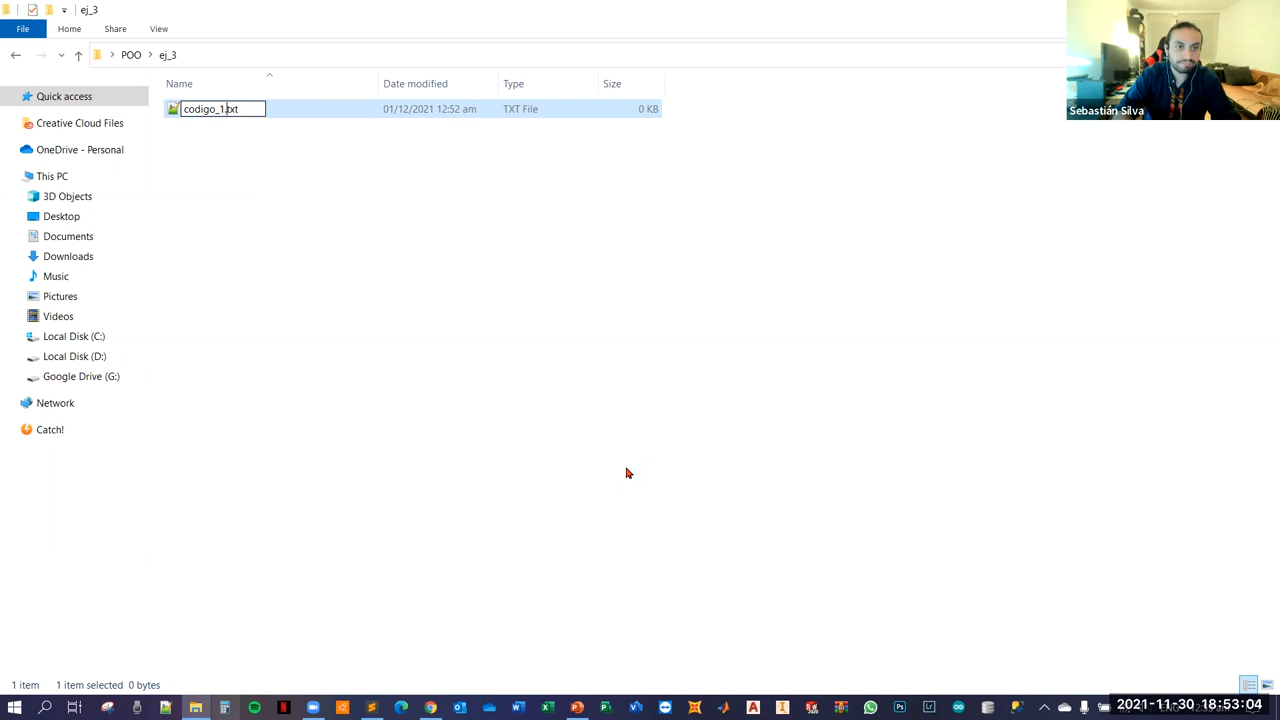 ej_3
File Home Share View
POO ej_3
Name Date modified Type Size
codigo_1.txt 01/12/2021 12:52 am TXT File 0 KB
Sebastián Silva
Quick access
Creative Cloud Files
OneDrive - Personal
This PC
3D Objects
Desktop
Documents
Downloads
Music
Pictures
Videos
Local Disk (C:)
Local Disk (D:)
Google Drive (G:)
Network
Catch!
1 item 1 item selected 0 bytes
2021-11-30 18:53:04